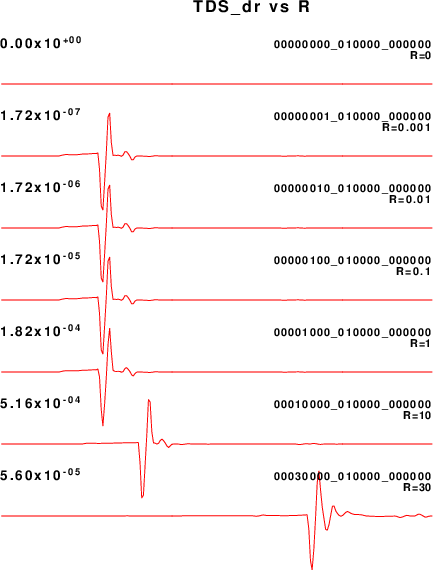 TDS_dr vs R
0.00x10+00 00000000_010000_000000
R=0
1.72x10-07 00000001_010000_000000
R=0.001
1.72x10-06 00000010_010000_000000
R=0.01
1.72x10-05 00000100_010000_000000
R=0.1
1.82x10-04 00001000_010000_000000
R=1
5.16x10-04 00010000_010000_000000
R=10
5.60x10-05 00030000_010000_000000
R=30